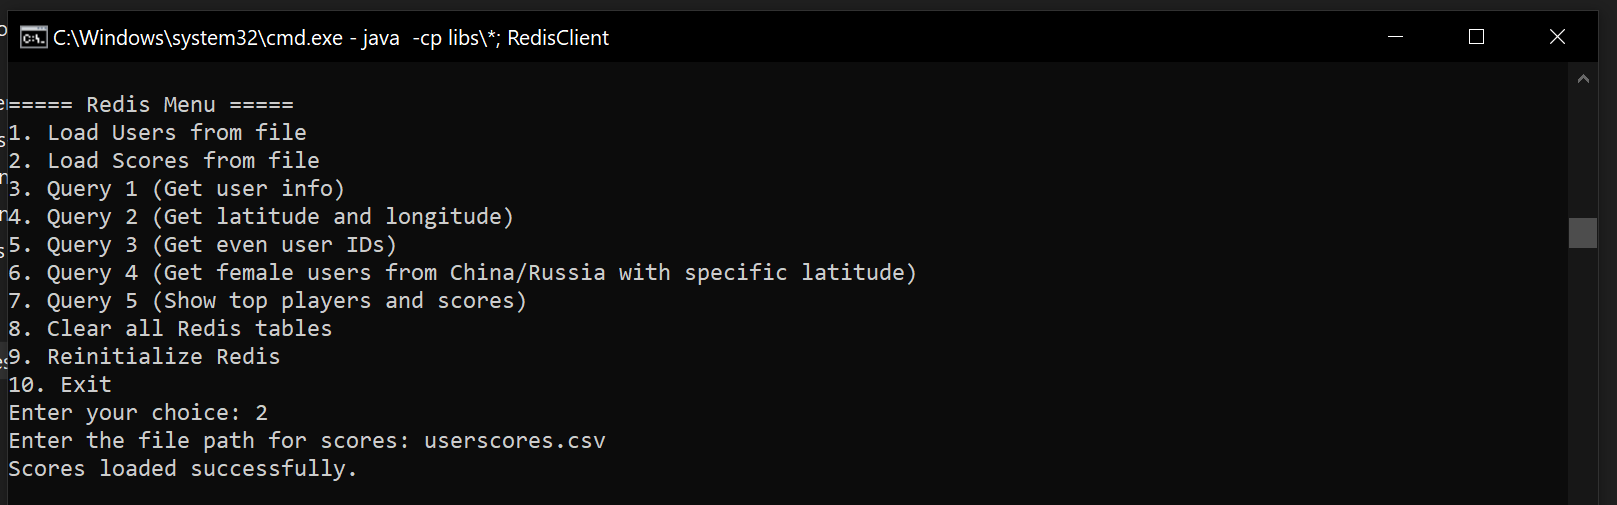 C:\Windows\system32\cmd.exe - java  -cp libs\*; RedisClient
===== Redis Menu =====
1. Load Users from file
2. Load Scores from file
3. Query 1 (Get user info)
4. Query 2 (Get latitude and longitude)
5. Query 3 (Get even user IDs)
6. Query 4 (Get female users from China/Russia with specific latitude)
7. Query 5 (Show top players and scores)
8. Clear all Redis tables
9. Reinitialize Redis
10. Exit
Enter your choice: 2
Enter the file path for scores: userscores.csv
Scores loaded successfully.